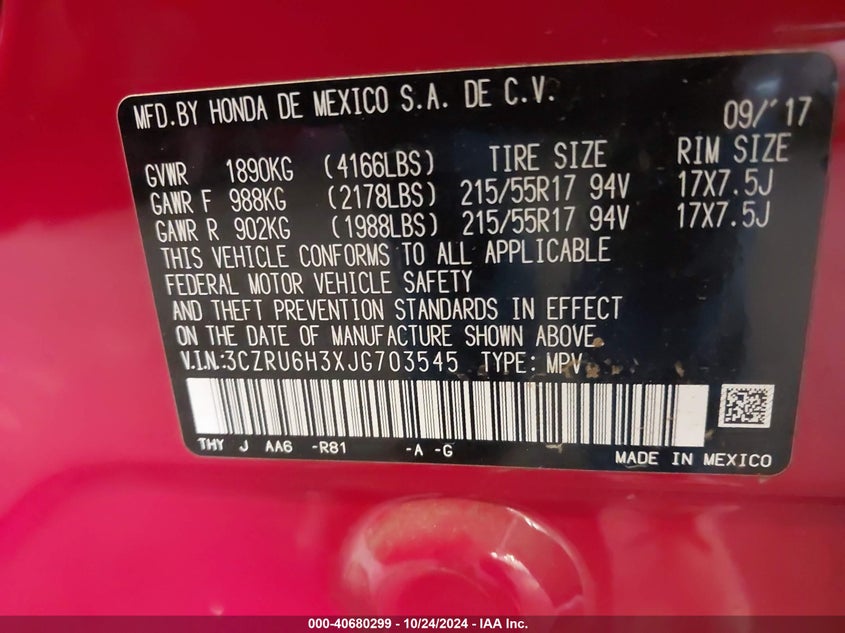 MFD.BY HONDA DE MEXICO S.A. DE C.V. 09/'17
GVWR 1890KG (4166LBS) TIRE SIZE RIM SIZE
GAWR F 988KG (2178LBS) 215/55R17 94V 17X7.5J
GAWR R 902KG (1988LBS) 215/55R17 94V 17X7.5J
THIS VEHICLE CONFORMS TO ALL APPLICABLE
FEDERAL MOTOR VEHICLE SAFETY
AND THEFT PREVENTION STANDARDS IN EFFECT
ON THE DATE OF MANUFACTURE SHOWN ABOVE.
V.I.N.:3CZRU6H3XJG703545 TYPE: MPV
THY J AA6 -R81 -A -G
MADE IN MEXICO
000-40680299 - 10/24/2024 - IAA Inc.